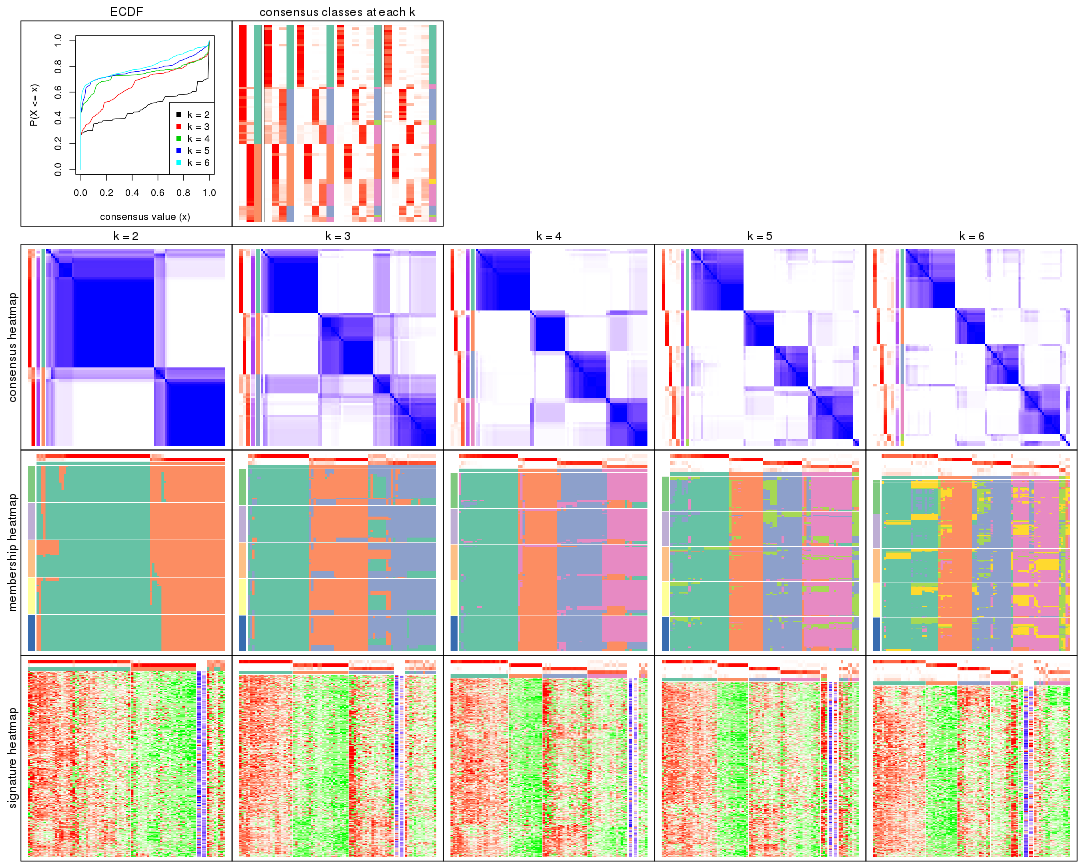 ECDF
consensus classes at each k
P(X <= x)
0.0 0.2 0.4 0.6 0.8 1.0
k = 2
k = 3
k = 4
k = 5
k = 6
0.0 0.2 0.4 0.6 0.8 1.0
consensus value (x)
k = 2 k = 3 k = 4 k = 5 k = 6
consensus heatmap
membership heatmap
signature heatmap